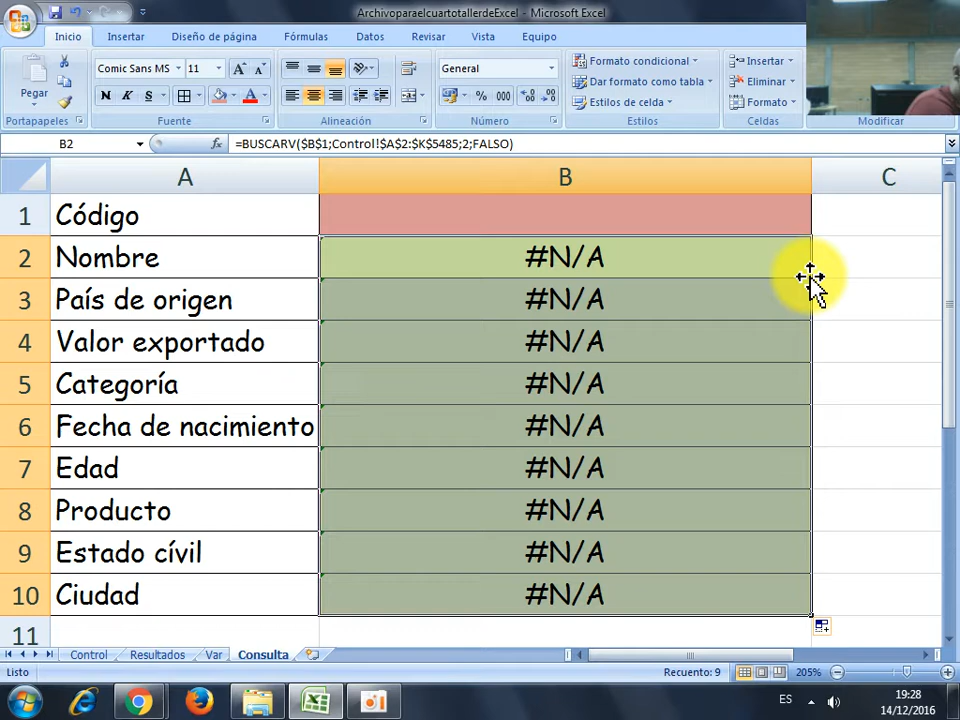 ArchivoparaelcuartotallerdeExcel - Microsoft Excel
Inicio Insertar Diseño de página Fórmulas Datos Revisar Vista Equipo
Pegar
Comic Sans MS 11
General
Formato condicional
Dar formato como tabla
Estilos de celda
Insertar
Eliminar
Formato
N K S
% 000
Portapapeles Fuente Alineación Número Estilos Celdas Modificar
B2 fx =BUSCARV($B$1;Control!$A$2:$K$5485;2;FALSO)
A B C
1 Código
2 Nombre #N/A
3 País de origen #N/A
4 Valor exportado #N/A
5 Categoría #N/A
6 Fecha de nacimiento #N/A
7 Edad #N/A
8 Producto #N/A
9 Estado cívil #N/A
10 Ciudad #N/A
11
Control Resultados Var Consulta
Listo Recuento: 9 205%
ES 19:28
14/12/2016